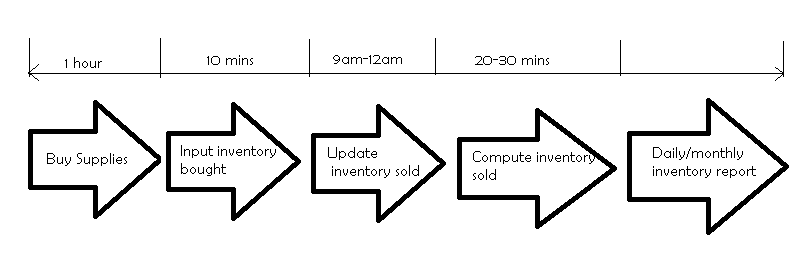 1 hour
10 mins
9am-12am
20-30 mins
Buy Supplies
Input inventory
bought
Update
inventory sold
Compute inventory
sold
Daily/monthly
inventory report